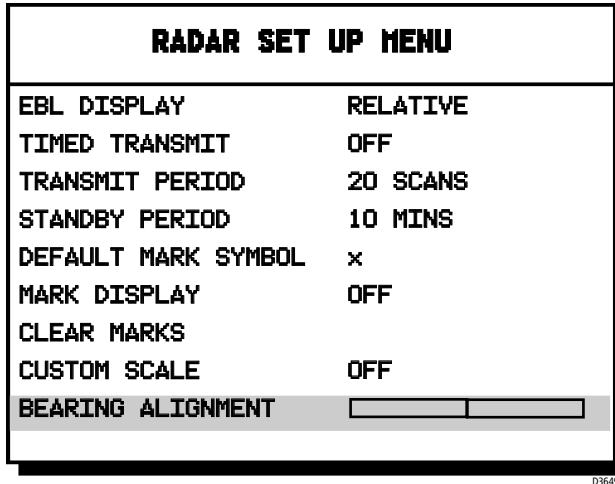 RADAR SET UP MENU
EBL DISPLAY RELATIVE
TIMED TRANSMIT OFF
TRANSMIT PERIOD 20 SCANS
STANDBY PERIOD 10 MINS
DEFAULT MARK SYMBOL x
MARK DISPLAY OFF
CLEAR MARKS
CUSTOM SCALE OFF
BEARING ALIGNMENT